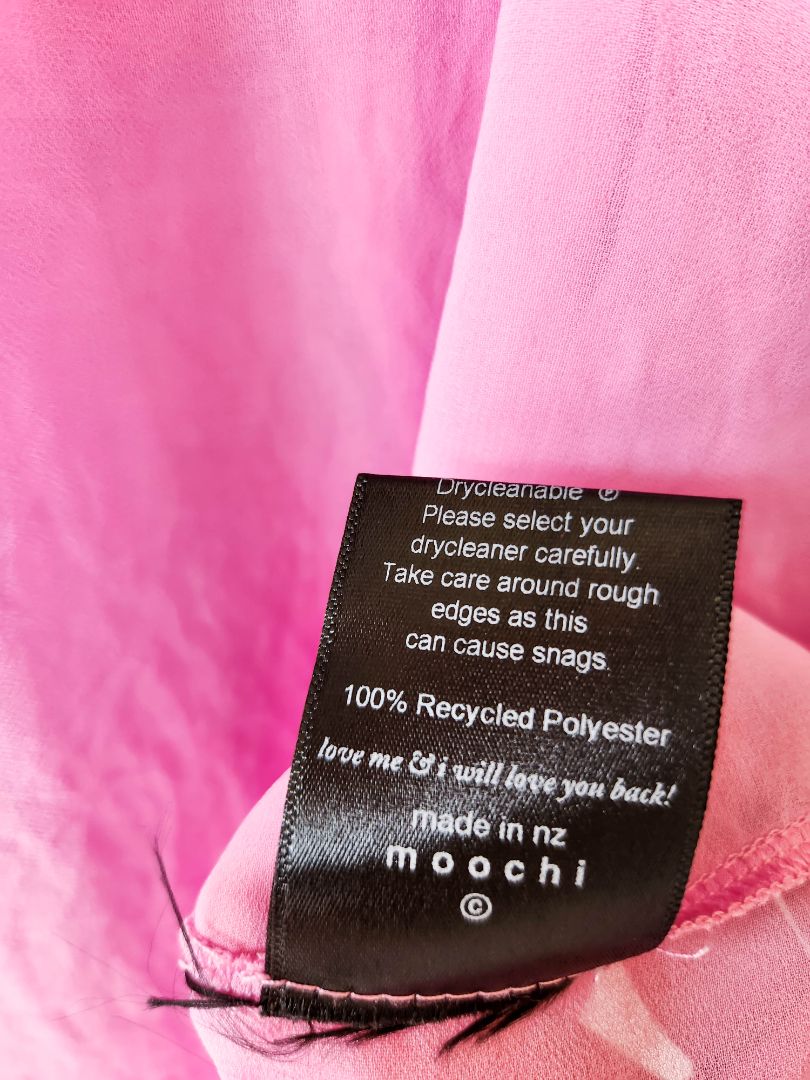 Drycleanable Ⓟ
Please select your
drycleaner carefully.
Take care around rough
edges as this
can cause snags.
100% Recycled Polyester
love me & i will love you back!
made in nz
moochi
©